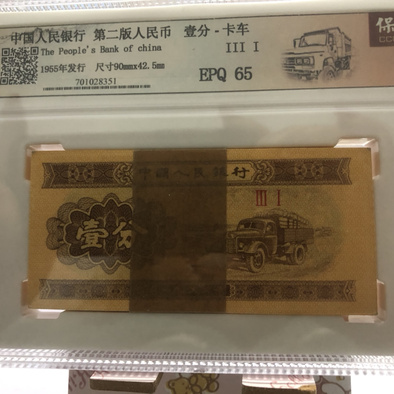 中国人民银行 第二版人民币 壹分-卡车
The People's Bank of china III I
1955年发行 尺寸90mmx42.5mm EPQ 65
701028351
保
CC
中国人民银行
III I
壹分